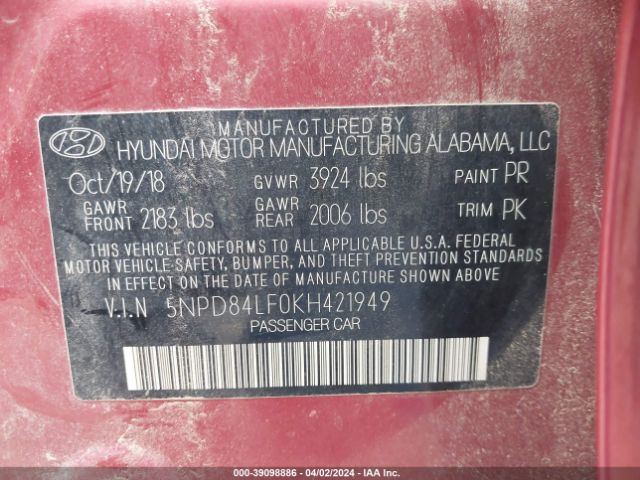 MANUFACTURED BY
HYUNDAI MOTOR MANUFACTURING ALABAMA, LLC
Oct/19/18 GVWR 3924 lbs PAINT PR
GAWR FRONT 2183 lbs GAWR REAR 2006 lbs TRIM PK
THIS VEHICLE CONFORMS TO ALL APPLICABLE U.S.A. FEDERAL
MOTOR VEHICLE SAFETY, BUMPER, AND THEFT PREVENTION STANDARDS
IN EFFECT ON THE DATE OF MANUFACTURE SHOWN ABOVE
V.I.N 5NPD84LF0KH421949
PASSENGER CAR
000-39098886 - 04/02/2024 - IAA Inc.